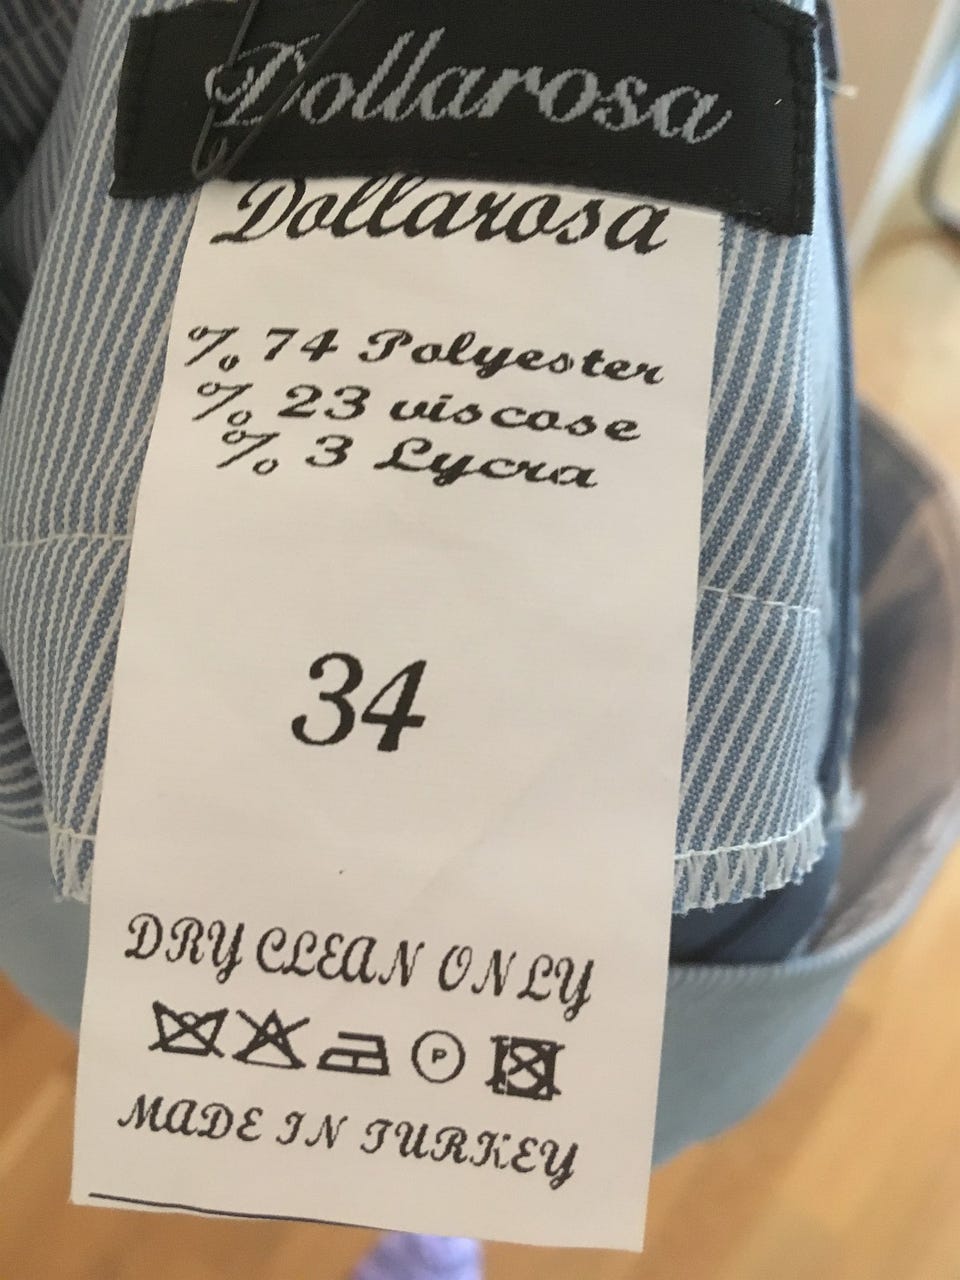 Dollarosa
Dollarosa
% 74 Polyester
% 23 viscose
% 3 Lycra
34
DRY CLEAN ONLY
P
MADE IN TURKEY